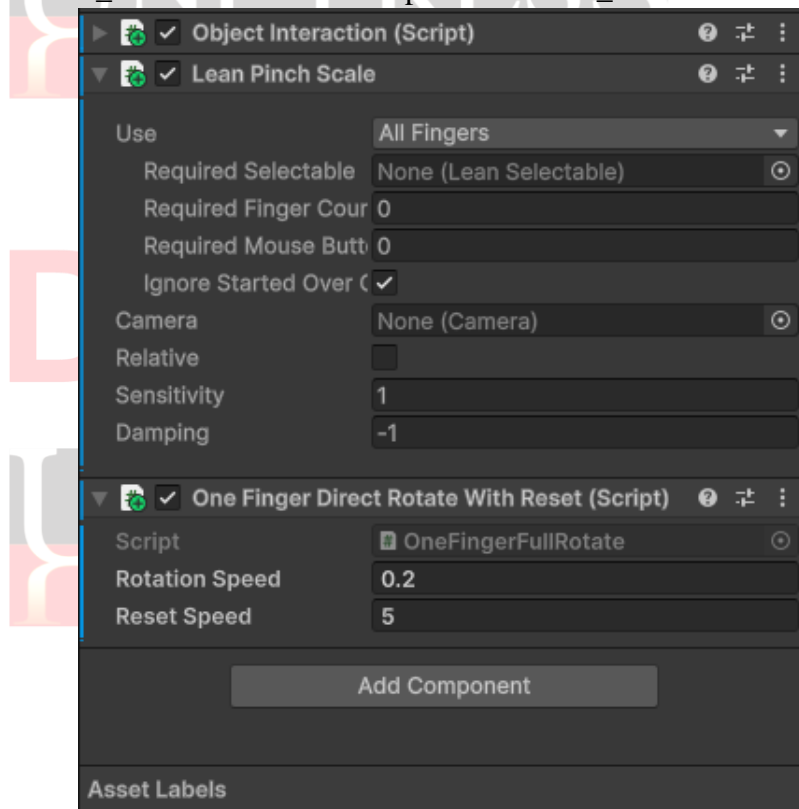 Object Interaction (Script)
Lean Pinch Scale
Use All Fingers
Required Selectable None (Lean Selectable)
Required Finger Cour 0
Required Mouse Butt 0
Ignore Started Over
Camera None (Camera)
Relative
Sensitivity 1
Damping -1
One Finger Direct Rotate With Reset (Script)
Script OneFingerFullRotate
Rotation Speed 0.2
Reset Speed 5
Add Component
Asset Labels